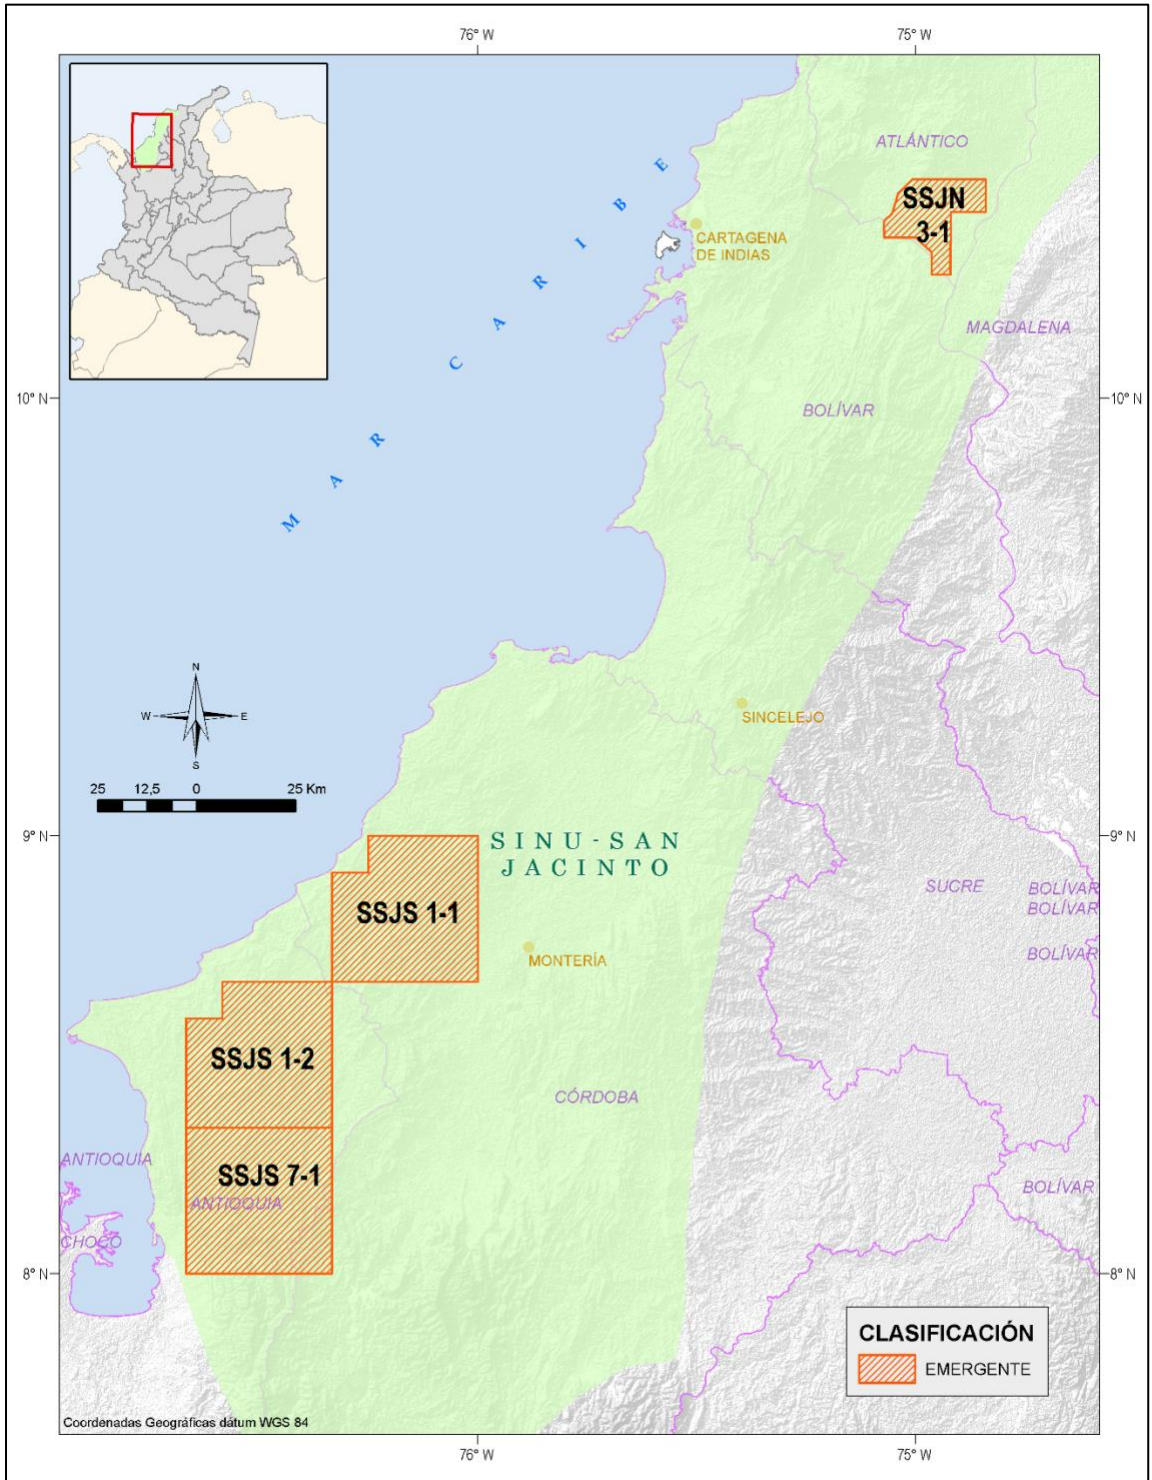 76° W
75° W
ATLÁNTICO
SSJN
3-1
MAR CARIBE
CARTAGENA
DE INDIAS
MAGDALENA
10° N
10° N
BOLÍVAR
N
W
E
S
SINCELEJO
25
12,5
0
25 Km
9° N
9° N
SINU-SAN
JACINTO
SUCRE
BOLÍVAR
BOLÍVAR
SSJS 1-1
MONTERÍA
BOLÍVAR
SSJS 1-2
CÓRDOBA
ANTIOQUIA
SSJS 7-1
ANTIOQUIA
BOLÍVAR
CHOCÓ
8° N
8° N
CLASIFICACIÓN
EMERGENTE
Coordenadas Geográficas dátum WGS 84
76° W
75° W